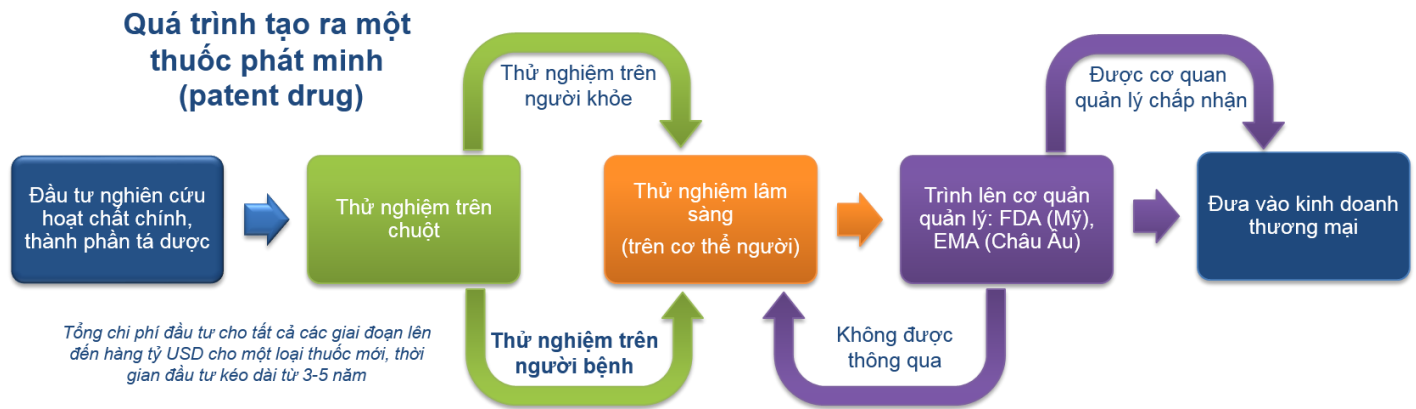 Quá trình tạo ra một
thuốc phát minh
(patent drug)
Thử nghiệm trên
người khỏe
Được cơ quan
quản lý chấp nhận
Đầu tư nghiên cứu
hoạt chất chính,
thành phần tá dược
Thử nghiệm trên
chuột
Thử nghiệm lâm
sàng
(trên cơ thể người)
Trình lên cơ quản
quản lý: FDA (Mỹ),
EMA (Châu Âu)
Đưa vào kinh doanh
thương mại
Tổng chi phí đầu tư cho tất cả các giai đoạn lên
đến hàng tỷ USD cho một loại thuốc mới, thời
gian đầu tư kéo dài từ 3-5 năm
Thử nghiệm trên
người bệnh
Không được
thông qua